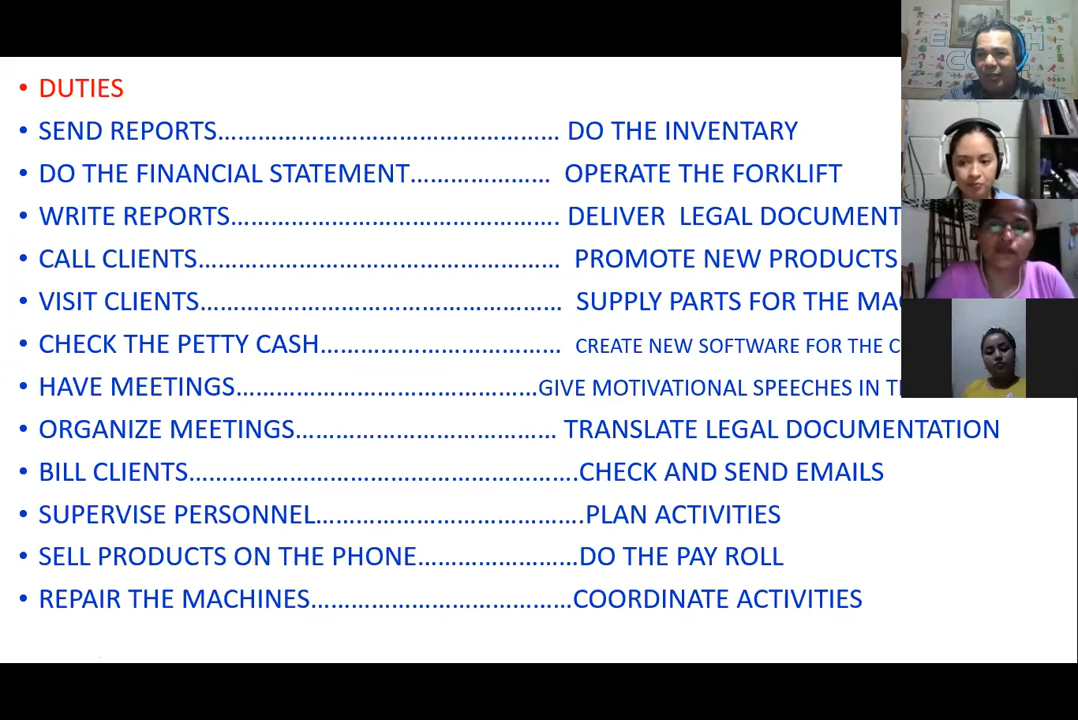 • DUTIES
• SEND REPORTS…………………………………………… DO THE INVENTARY
• DO THE FINANCIAL STATEMENT………………… OPERATE THE FORKLIFT
• WRITE REPORTS………………………………………… DELIVER LEGAL DOCUMENT
• CALL CLIENTS……………………………………………… PROMOTE NEW PRODUCTS
• VISIT CLIENTS……………………………………………… SUPPLY PARTS FOR THE
• CHECK THE PETTY CASH……………………………… CREATE NEW SOFTWARE FOR THE
• HAVE MEETINGS………………………………………GIVE MOTIVATIONAL SPEECHES IN
• ORGANIZE MEETINGS………………………………… TRANSLATE LEGAL DOCUMENTATION
• BILL CLIENTS………………………………………………….CHECK AND SEND EMAILS
• SUPERVISE PERSONNEL………………………………….PLAN ACTIVITIES
• SELL PRODUCTS ON THE PHONE……………………DO THE PAY ROLL
• REPAIR THE MACHINES…………………………………COORDINATE ACTIVITIES